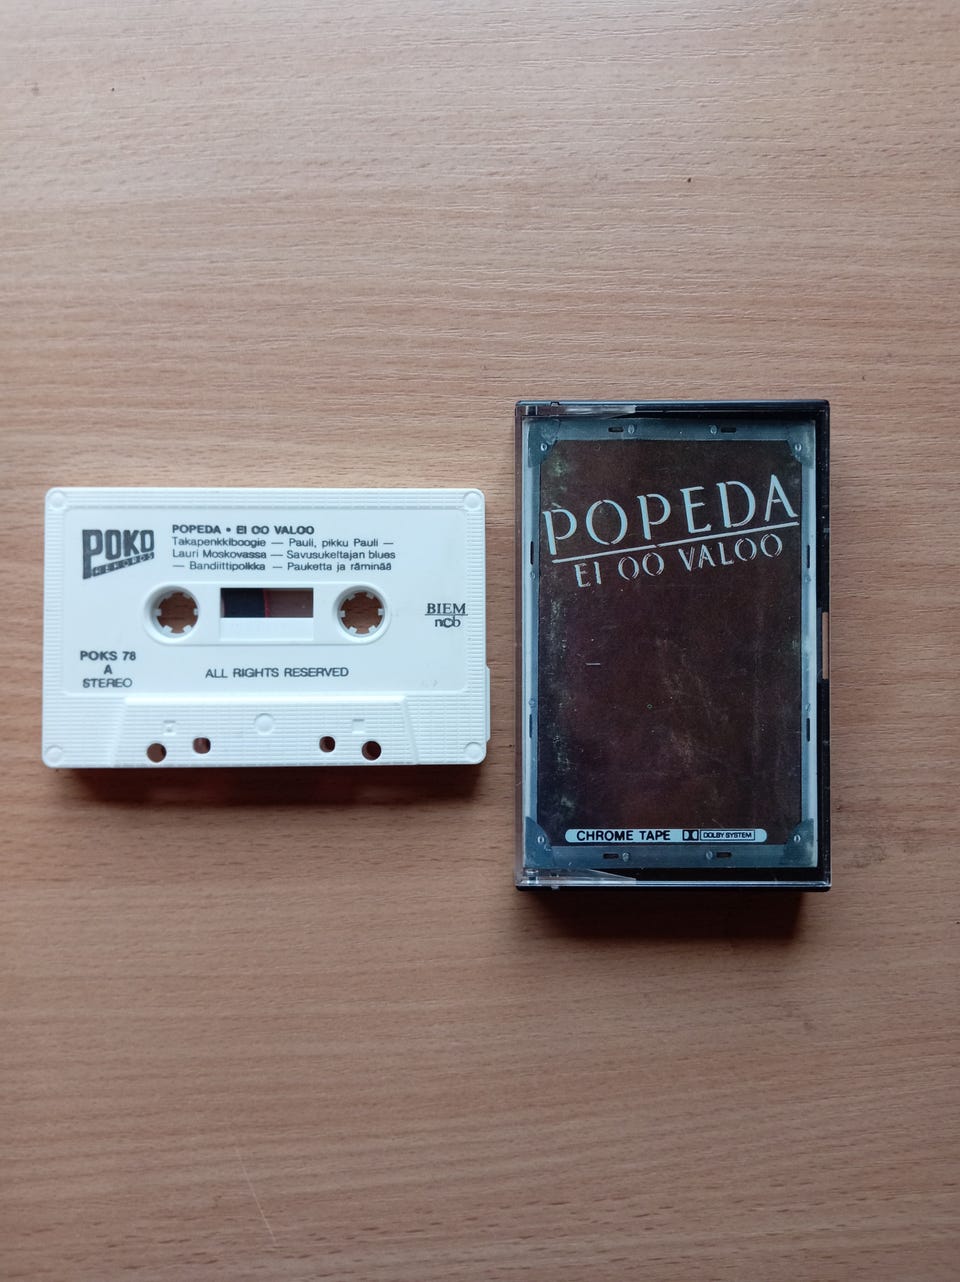 POKO
RECORDS
POPEDA • EI OO VALOO
Takapenkkiboogie — Pauli, pikku Pauli —
Lauri Moskovassa — Savusukeltajan blues
— Bandiittipolkka — Pauketta ja räminää
BIEM
ncb
POKS 78
A
STEREO
ALL RIGHTS RESERVED
POPEDA
EI OO VALOO
CHROME TAPE DOLBY SYSTEM